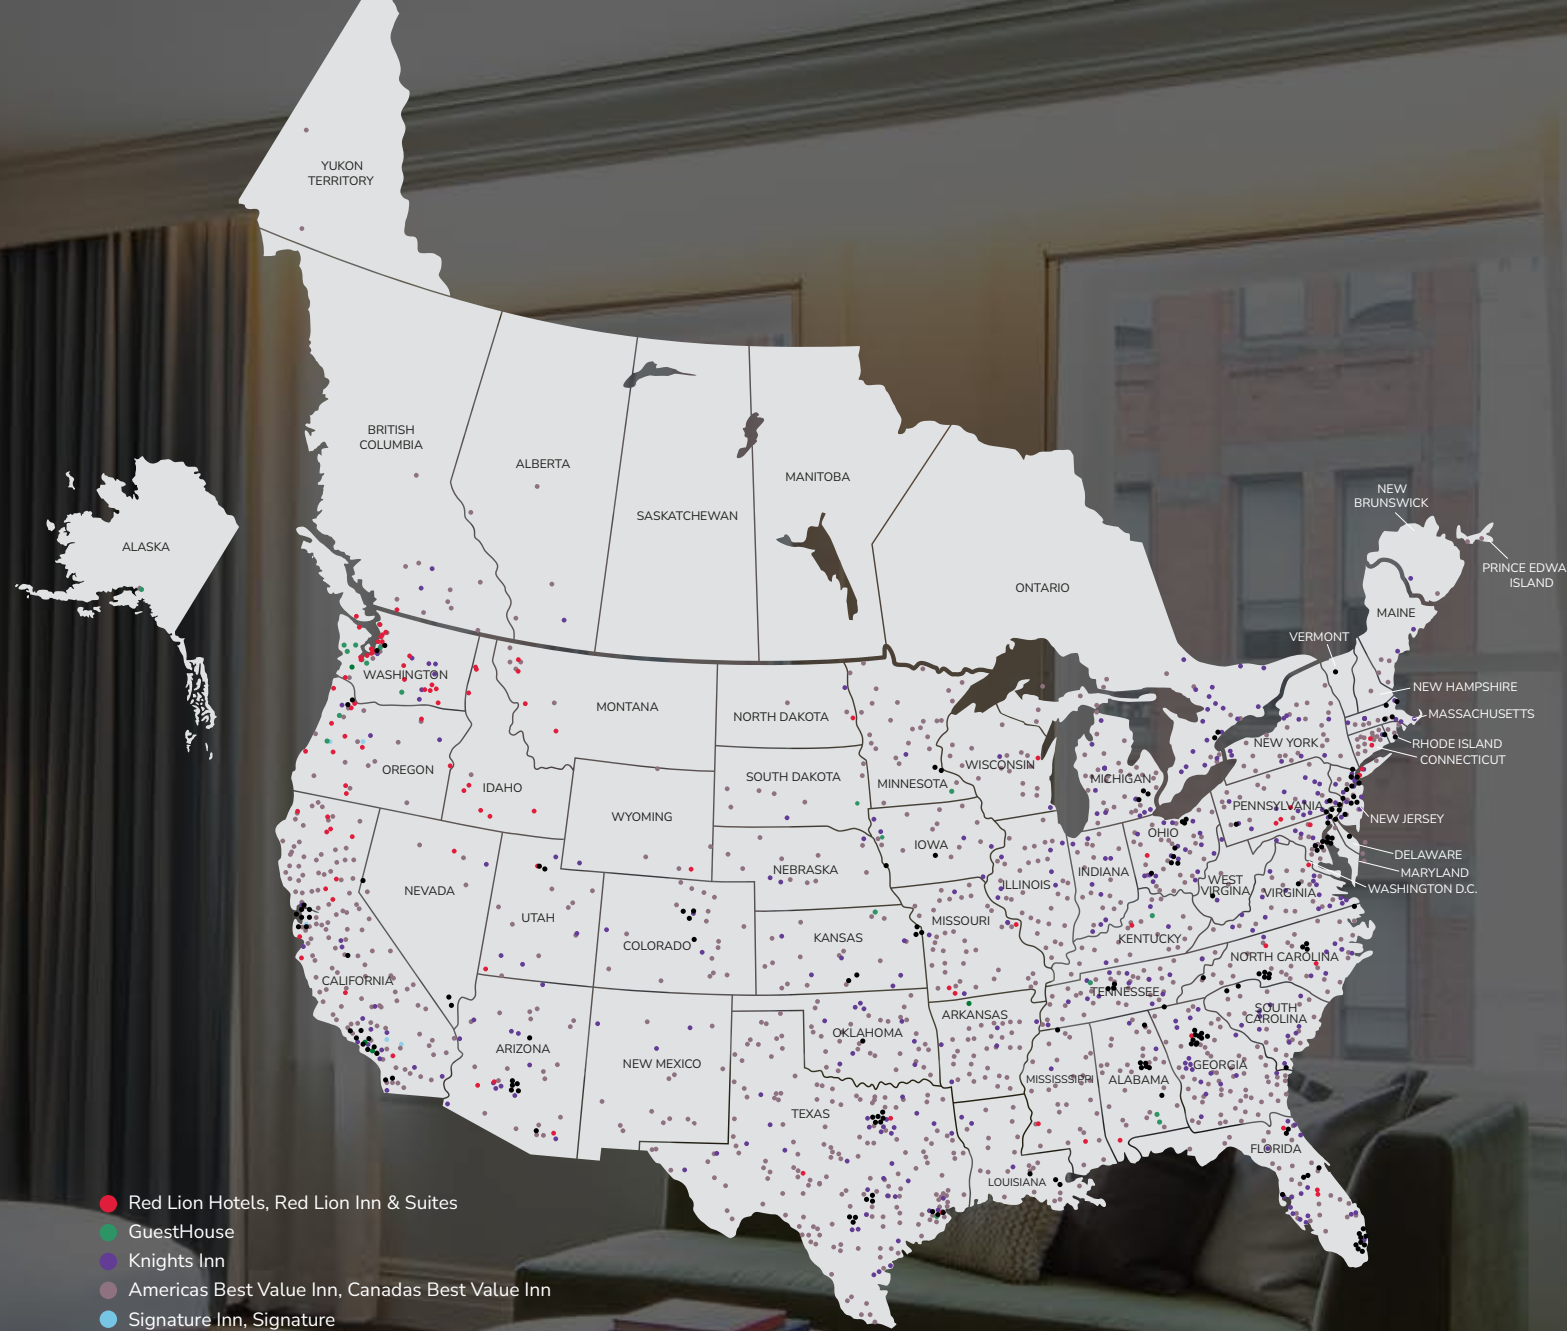 YUKON
TERRITORY
BRITISH
COLUMBIA
ALBERTA
SASKATCHEWAN
MANITOBA
ONTARIO
NEW
BRUNSWICK
PRINCE EDWA
ISLAND
ALASKA
MAINE
VERMONT
NEW HAMPSHIRE
MASSACHUSETTS
RHODE ISLAND
CONNECTICUT
NEW YORK
WASHINGTON
MONTANA
NORTH DAKOTA
OREGON
IDAHO
SOUTH DAKOTA
MINNESOTA
WISCONSIN
MICHIGAN
PENNSYLVANIA
NEW JERSEY
WYOMING
IOWA
OHIO
DELAWARE
MARYLAND
WASHINGTON D.C.
NEVADA
NEBRASKA
ILLINOIS
INDIANA
WEST
VIRGINIA
VIRGINIA
UTAH
COLORADO
KANSAS
MISSOURI
KENTUCKY
NORTH CAROLINA
CALIFORNIA
TENNESSEE
SOUTH
CAROLINA
ARIZONA
NEW MEXICO
OKLAHOMA
ARKANSAS
MISSISSIPPI
ALABAMA
GEORGIA
TEXAS
LOUISIANA
FLORIDA
Red Lion Hotels, Red Lion Inn & Suites
GuestHouse
Knights Inn
Americas Best Value Inn, Canadas Best Value Inn
Signature Inn, Signature